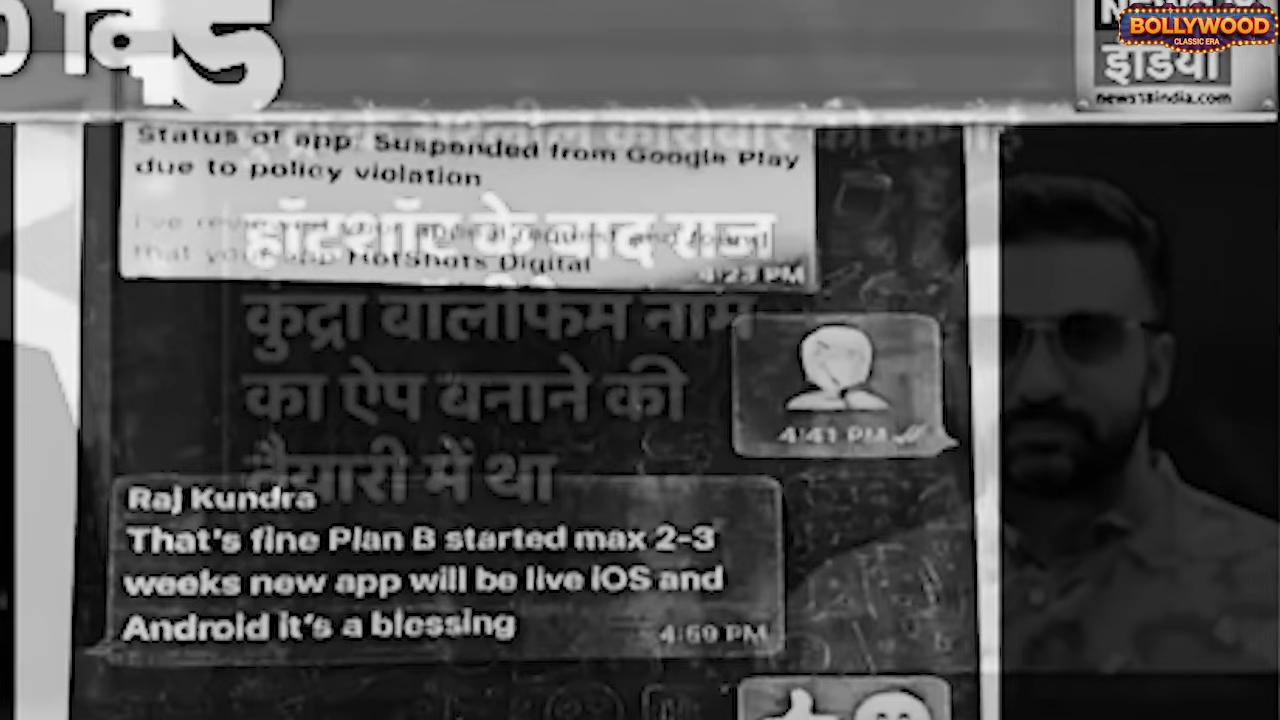 BOLLYWOOD
CLASSIC ERA
इंडिया
news18india.com
Status of app: Suspended from Google Play
due to policy violation
हॉटशॉट के बाद राज
that your app HotShots Digital
4:23 PM
कुंद्रा बॉलीफेम नाम
का ऐप बनाने की
तैयारी में था
4:41 PM
Raj Kundra
That's fine Plan B started max 2-3
weeks new app will be live iOS and
Android it's a blessing
4:59 PM